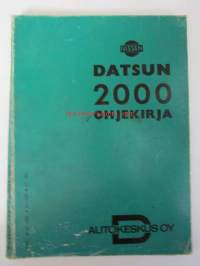 NISSAN
DATSUN
2000
OHJEKIRJA
D
AUTOKESKUS OY